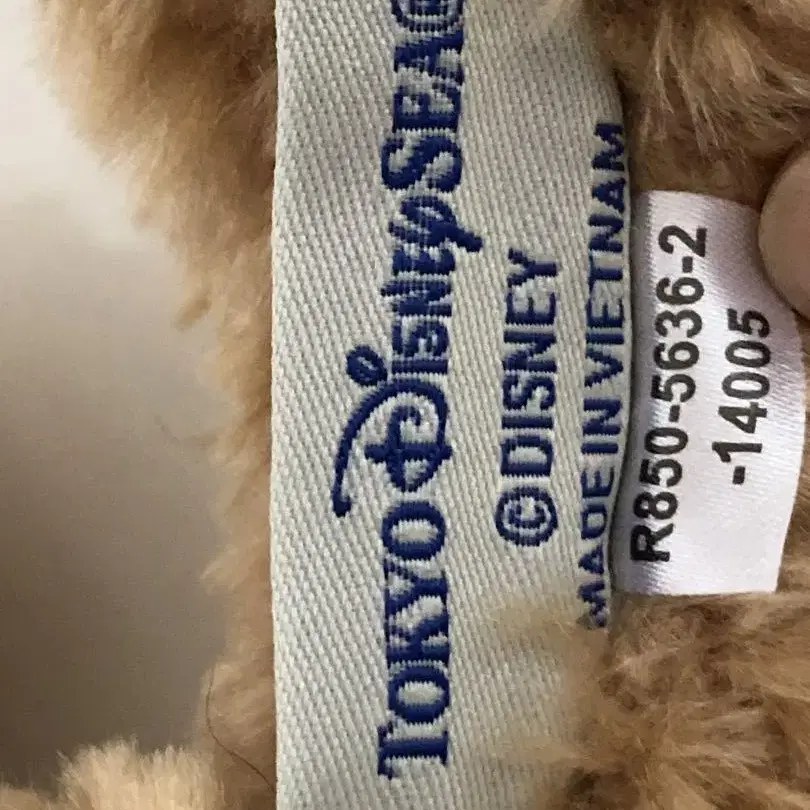 TOKYO DISNEYSEA®
©DISNEY
MADE IN VIETNAM
R850-5636-2
-14005